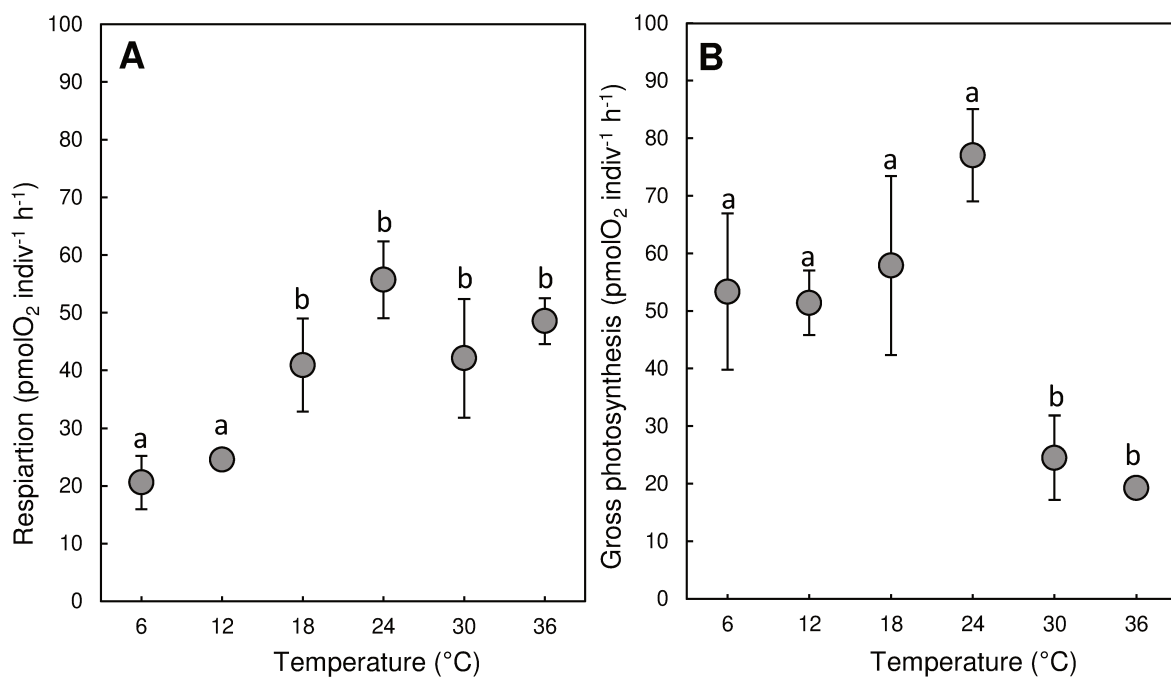 A
Respiartion (pmolO₂ indiv⁻¹ h⁻¹)
100
90
80
70
60
50
40
30
20
10
0
a
a
b
b
b
b
6 12 18 24 30 36
Temperature (°C)
B
Gross photosynthesis (pmolO₂ indiv⁻¹ h⁻¹)
100
90
80
70
60
50
40
30
20
10
0
a
a
a
a
b
b
6 12 18 24 30 36
Temperature (°C)